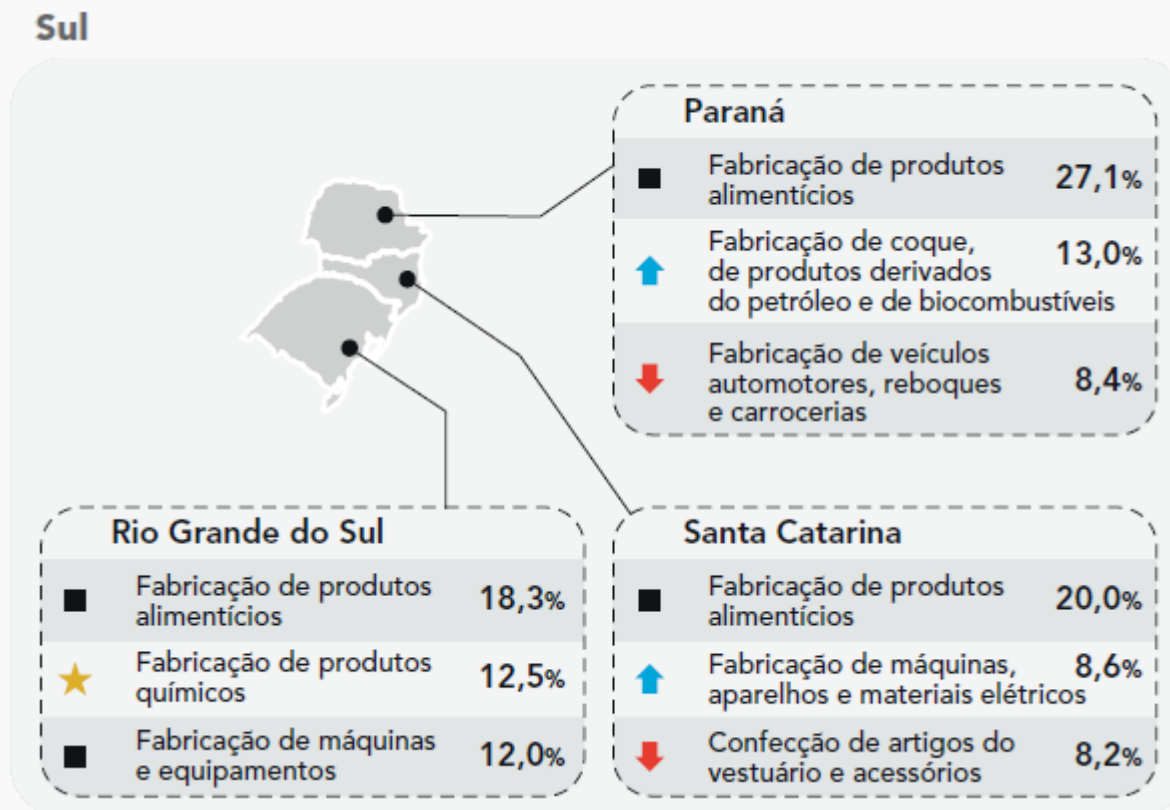 Sul
Paraná
Fabricação de produtos
alimentícios
27,1%
Fabricação de coque,
de produtos derivados
do petróleo e de biocombustíveis
13,0%
Fabricação de veículos
automotores, reboques
e carrocerias
8,4%
Rio Grande do Sul
Fabricação de produtos
alimentícios
18,3%
Fabricação de produtos
químicos
12,5%
Fabricação de máquinas
e equipamentos
12,0%
Santa Catarina
Fabricação de produtos
alimentícios
20,0%
Fabricação de máquinas,
aparelhos e materiais elétricos
8,6%
Confecção de artigos do
vestuário e acessórios
8,2%